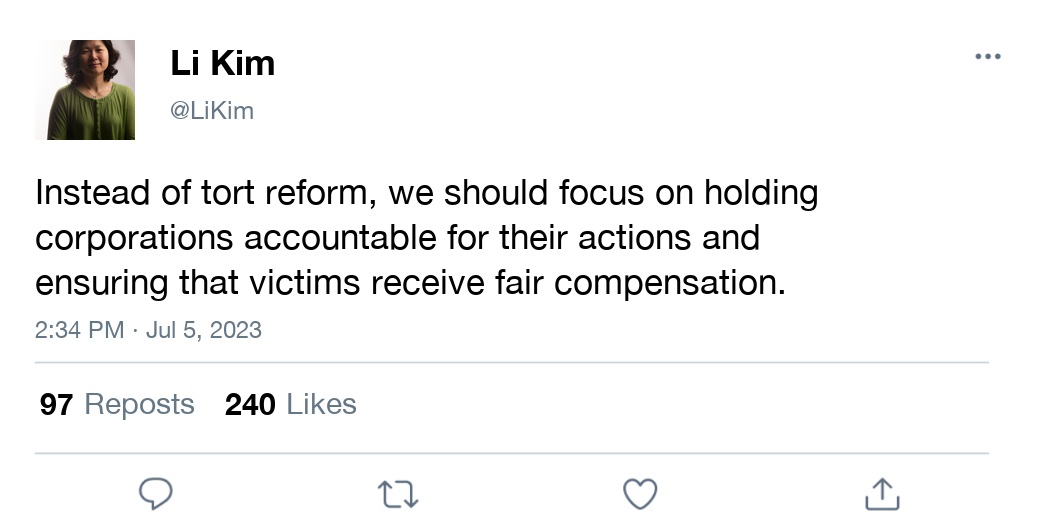 Li Kim
@LiKim
Instead of tort reform, we should focus on holding
corporations accountable for their actions and
ensuring that victims receive fair compensation.
2:34 PM · Jul 5, 2023
97 Reposts 240 Likes